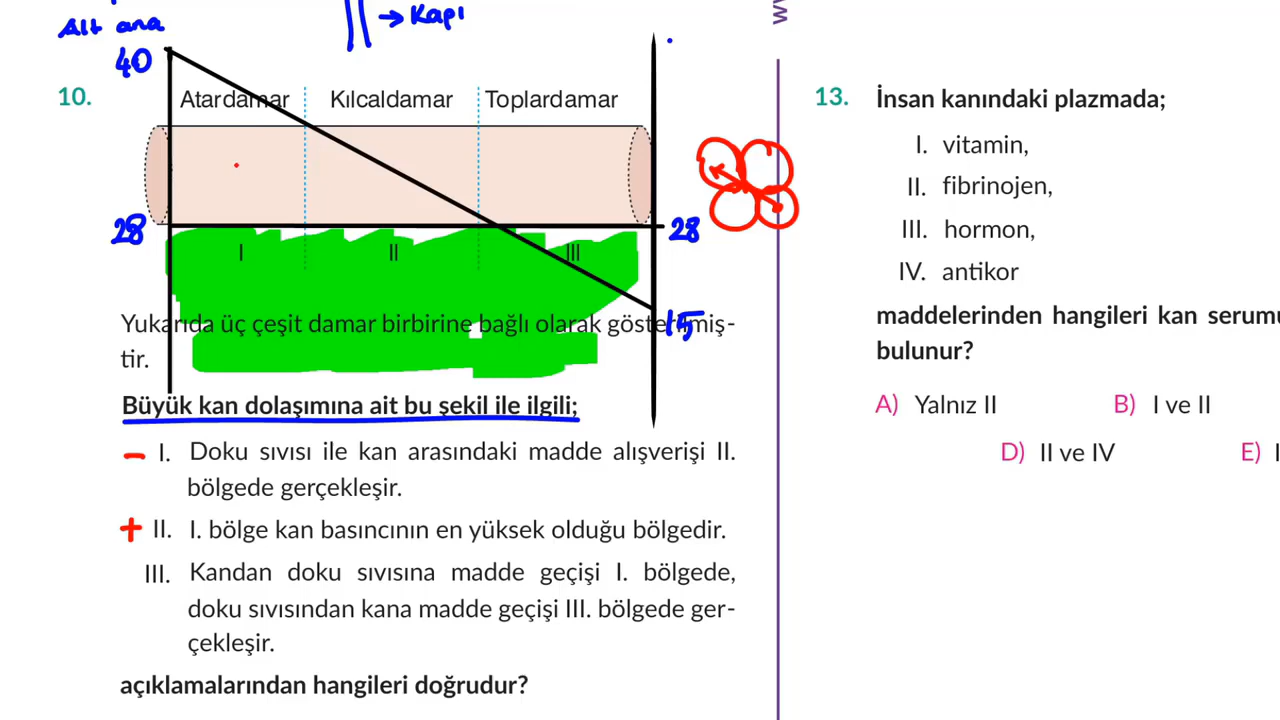 Alt ana
→ Kapı
40
10.
Atardamar Kılcaldamar Toplardamar
28
28
I II III
15
Yukarıda üç çeşit damar birbirine bağlı olarak gösterilmiş-
tir.
Büyük kan dolaşımına ait bu şekil ile ilgili;
− I. Doku sıvısı ile kan arasındaki madde alışverişi II.
bölgede gerçekleşir.
+ II. I. bölge kan basıncının en yüksek olduğu bölgedir.
III. Kandan doku sıvısına madde geçişi I. bölgede,
doku sıvısından kana madde geçişi III. bölgede ger-
çekleşir.
açıklamalarından hangileri doğrudur?
13. İnsan kanındaki plazmada;
I. vitamin,
II. fibrinojen,
III. hormon,
IV. antikor
maddelerinden hangileri kan serumu
bulunur?
A) Yalnız II B) I ve II
D) II ve IV E) I